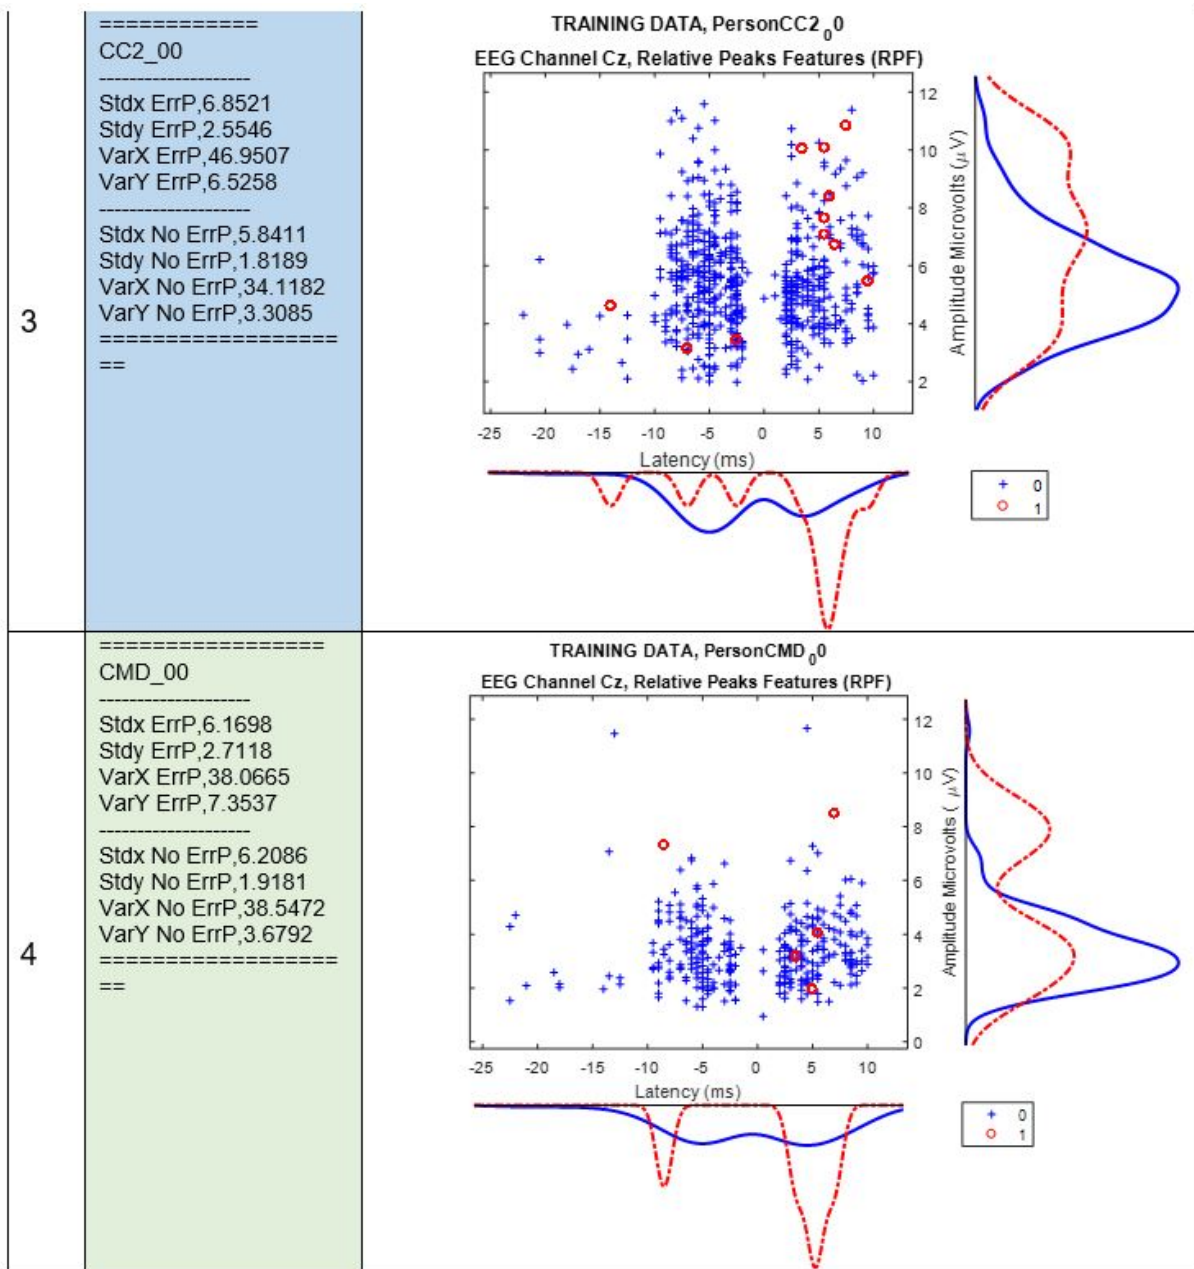 3
=============
CC2_00
--------------------
Stdx ErrP,6.8521
Stdy ErrP,2.5546
VarX ErrP,46.9507
VarY ErrP,6.5258
--------------------
Stdx No ErrP,5.8411
Stdy No ErrP,1.8189
VarX No ErrP,34.1182
VarY No ErrP,3.3085
==================
==
TRAINING DATA, PersonCC2₀0
EEG Channel Cz, Relative Peaks Features (RPF)
12
10
8
6
4
2
Amplitude Microvolts (μV)
-25 -20 -15 -10 -5 0 5 10
Latency (ms)
+ 0
o 1
4
=================
CMD_00
--------------------
Stdx ErrP,6.1698
Stdy ErrP,2.7118
VarX ErrP,38.0665
VarY ErrP,7.3537
--------------------
Stdx No ErrP,6.2086
Stdy No ErrP,1.9181
VarX No ErrP,38.5472
VarY No ErrP,3.6792
==================
==
TRAINING DATA, PersonCMD₀0
EEG Channel Cz, Relative Peaks Features (RPF)
12
10
8
6
4
2
0
Amplitude Microvolts ( μV)
-25 -20 -15 -10 -5 0 5 10
Latency (ms)
+ 0
o 1